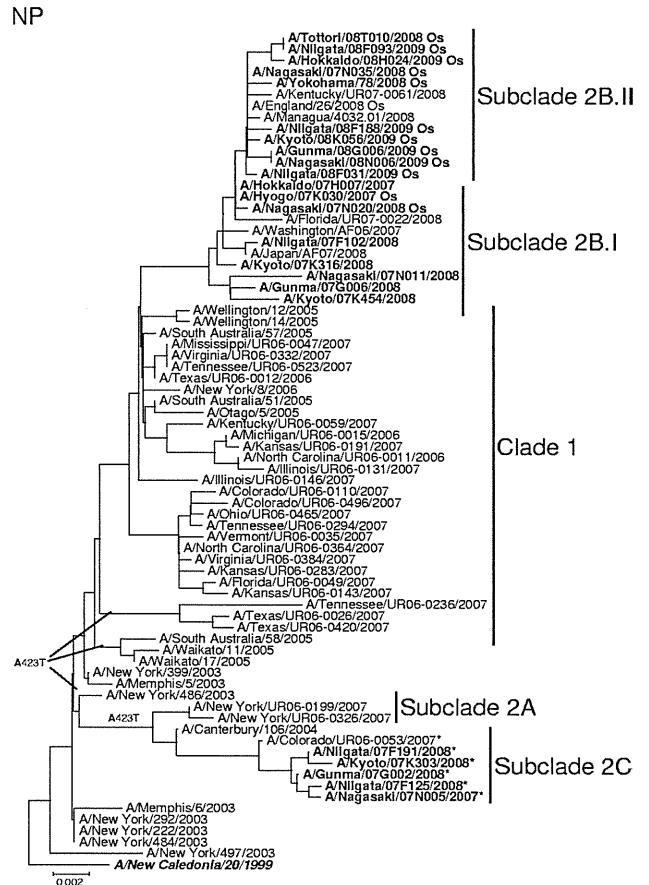 NP
A/Tottori/08T010/2008 Os
A/Niigata/08F093/2009 Os
A/Hokkaido/08H024/2009 Os
A/Nagasaki/07N035/2008 Os
A/Yokohama/78/2008 Os
A/Kentucky/UR07-0061/2008
A/England/26/2008 Os
A/Managua/4032.01/2008
A/Niigata/08F188/2009 Os
A/Kyoto/08K056/2009 Os
A/Gunma/08G006/2009 Os
A/Nagasaki/08N006/2009 Os
A/Niigata/08F031/2009 Os
Subclade 2B.II
A/Hokkaido/07H007/2007
A/Hyogo/07K030/2007 Os
A/Nagasaki/07N020/2008 Os
A/Florida/UR07-0022/2008
A/Washington/AF06/2007
A/Niigata/07F102/2008
A/Japan/AF07/2008
A/Kyoto/07K316/2008
A/Nagasaki/07N011/2008
A/Gunma/07G006/2008
A/Kyoto/07K454/2008
Subclade 2B.I
A/Wellington/12/2005
A/Wellington/14/2005
A/South Australia/57/2005
A/Mississippi/UR06-0047/2007
A/Virginia/UR06-0332/2007
A/Tennessee/UR06-0523/2007
A/Texas/UR06-0012/2006
A/New York/8/2006
A/South Australia/51/2005
A/Otago/5/2005
A/Kentucky/UR06-0059/2007
A/Michigan/UR06-0015/2006
A/Kansas/UR06-0191/2007
A/North Carolina/UR06-0011/2006
A/Illinois/UR06-0131/2007
A/Illinois/UR06-0146/2007
A/Colorado/UR06-0110/2007
A/Colorado/UR06-0496/2007
A/Ohio/UR06-0465/2007
A/Tennessee/UR06-0294/2007
A/Vermont/UR06-0035/2007
A/North Carolina/UR06-0364/2007
A/Virginia/UR06-0384/2007
A/Kansas/UR06-0283/2007
A/Florida/UR06-0049/2007
A/Kansas/UR06-0143/2007
A/Tennessee/UR06-0236/2007
A/Texas/UR06-0026/2007
A/Texas/UR06-0420/2007
Clade 1
A/South Australia/58/2005
A/Waikato/11/2005
A/Waikato/17/2005
A423T
A/New York/399/2003
A/Memphis/5/2003
A/New York/486/2003
A423T
A/New York/UR06-0199/2007
A/New York/UR06-0326/2007
Subclade 2A
A/Canterbury/106/2004
A/Colorado/UR06-0053/2007*
A/Niigata/07F191/2008*
A/Kyoto/07K303/2008*
A/Gunma/07G002/2008*
A/Niigata/07F125/2008*
A/Nagasaki/07N005/2007*
Subclade 2C
A/Memphis/6/2003
A/New York/292/2003
A/New York/222/2003
A/New York/484/2003
A/New York/497/2003
A/New Caledonia/20/1999
0.002